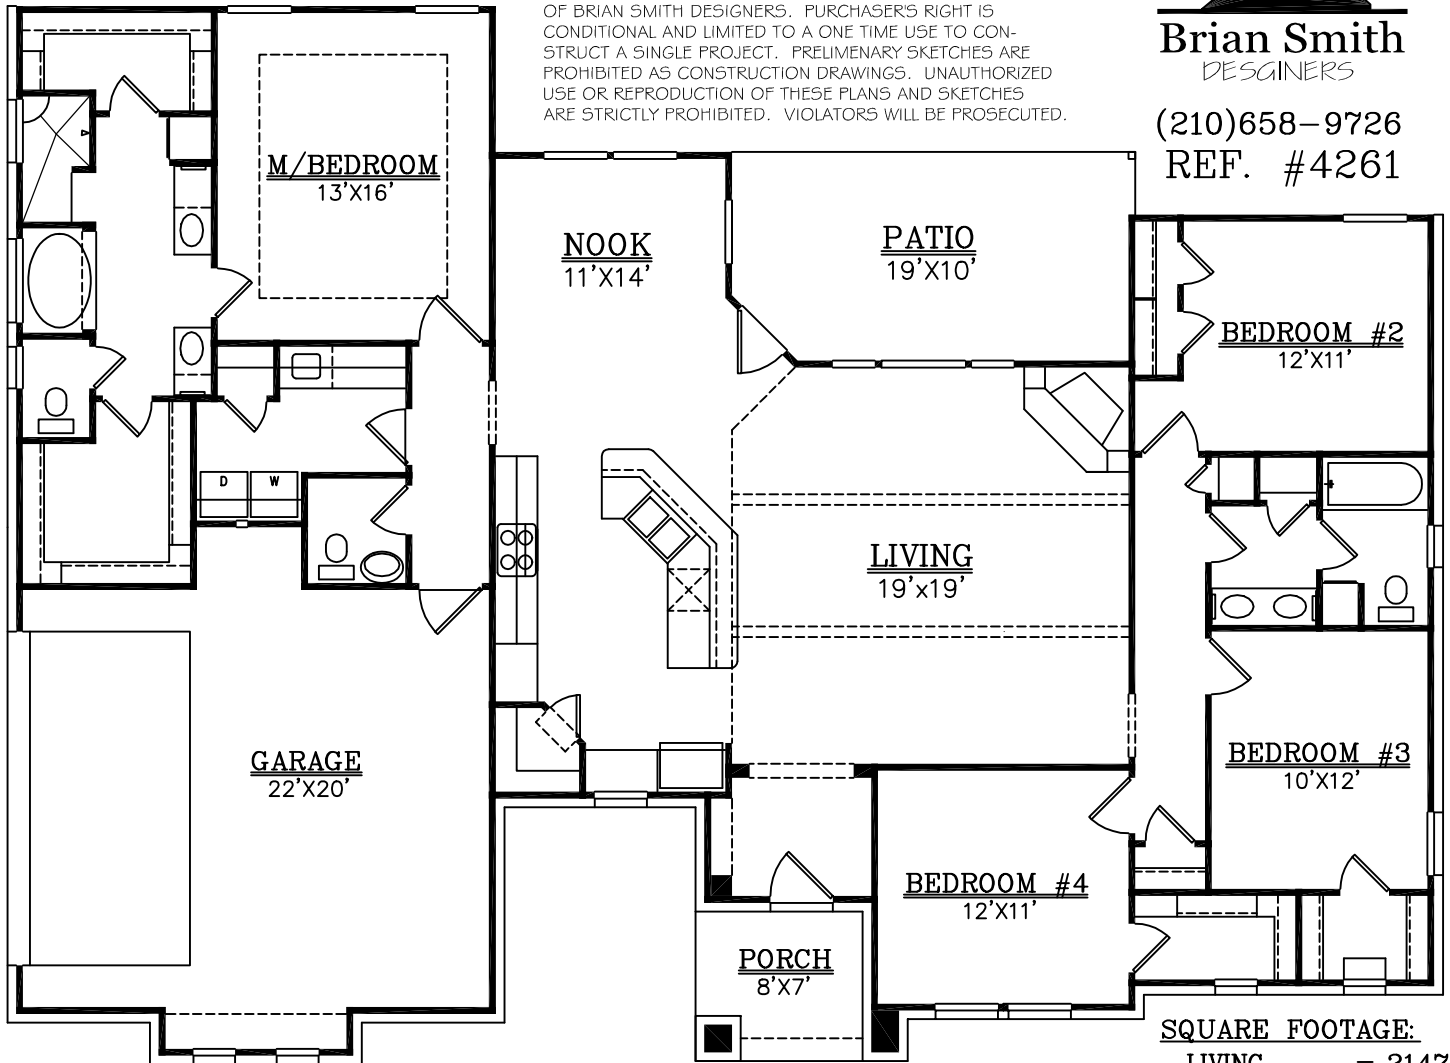 OF BRIAN SMITH DESIGNERS. PURCHASER'S RIGHT IS
CONDITIONAL AND LIMITED TO A ONE TIME USE TO CON-
STRUCT A SINGLE PROJECT. PRELIMENARY SKETCHES ARE
PROHIBITED AS CONSTRUCTION DRAWINGS. UNAUTHORIZED
USE OR REPRODUCTION OF THESE PLANS AND SKETCHES
ARE STRICTLY PROHIBITED. VIOLATORS WILL BE PROSECUTED.
Brian Smith
DESGINERS
(210)658-9726
REF. #4261
M/BEDROOM
13'X16'
NOOK
11'X14'
PATIO
19'X10'
BEDROOM #2
12'X11'
D
W
LIVING
19'x19'
GARAGE
22'X20'
BEDROOM #3
10'X12'
BEDROOM #4
12'X11'
PORCH
8'X7'
SQUARE FOOTAGE:
LIVING = 2147